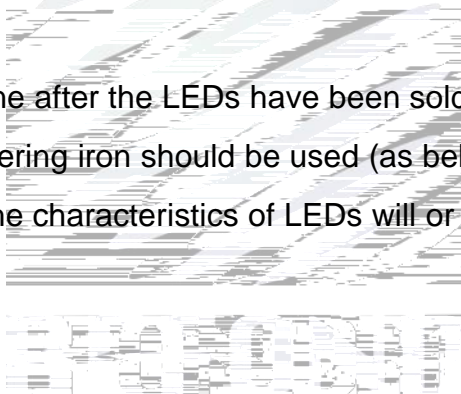 ne after the LEDs have been sold
ering iron should be used (as bel
ne characteristics of LEDs will or